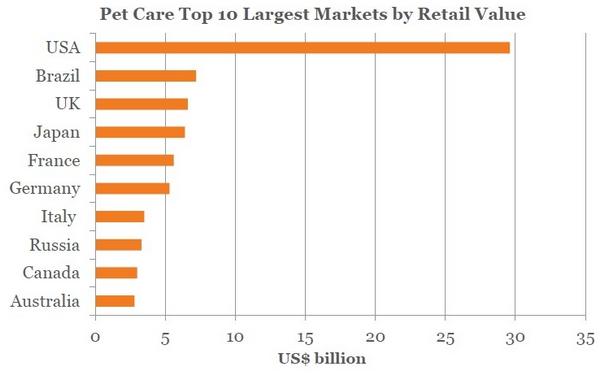 Pet Care Top 10 Largest Markets by Retail Value
USA
Brazil
UK
Japan
France
Germany
Italy
Russia
Canada
Australia
0 5 10 15 20 25 30 35
US$ billion